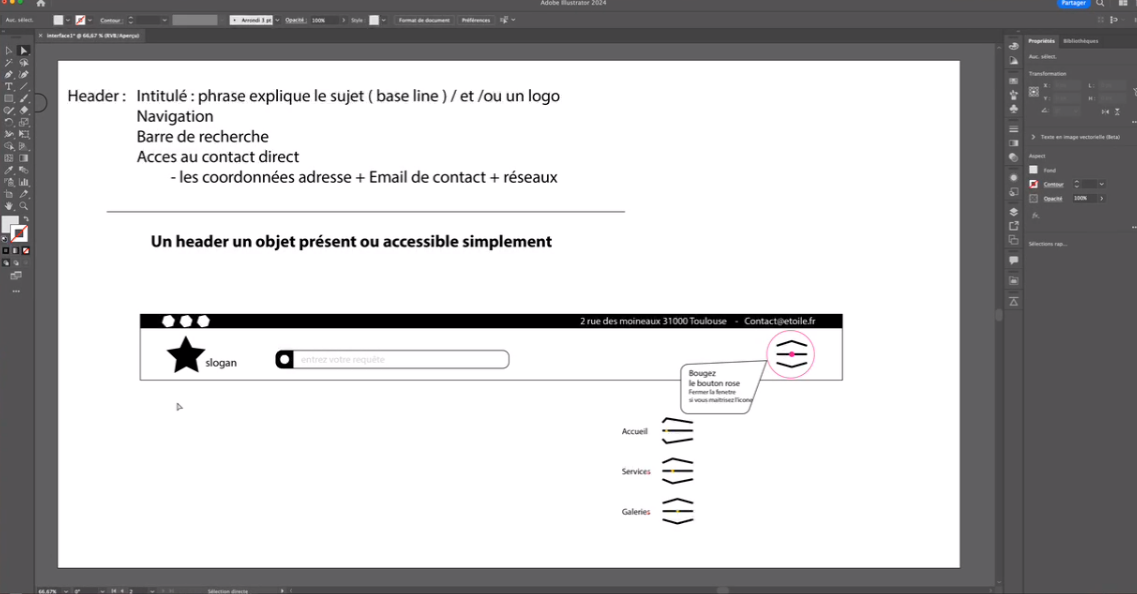 Adobe Illustrator 2024
Partager
Auc. sélect.
Contour :
Arrondi 3 pt
Opacité :
100%
Style :
Format de document
Préférences
interface1* @ 66,67 % (RVB/Aperçu)
Header : Intitulé : phrase explique le sujet ( base line ) / et /ou un logo
Navigation
Barre de recherche
Acces au contact direct
- les coordonnées adresse + Email de contact + réseaux
Un header un objet présent ou accessible simplement
2 rue des moineaux 31000 Toulouse - Contact@etoile.fr
slogan
entrez votre requète
Bougez
le bouton rose
Fermer la fenetre
si vous maitrisez l'icone
Accueil
Services
Galeries
Propriétés
Bibliothèques
Auc. sélect.
Transformation
X :
L :
Y :
H :
Texte en image vectorielle (Beta)
Aspect
Fond
Contour
Opacité
100%
Sélections rap...
66,67%
0°
2
Sélection directe